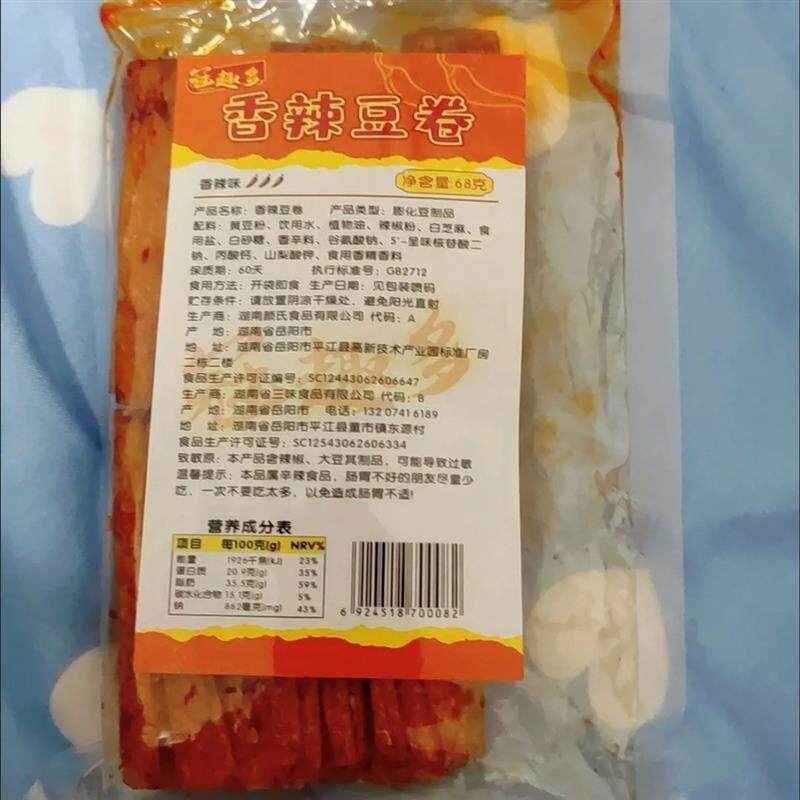 趣多
香辣豆卷
香辣味
净含量:68克
产品名称:香辣豆卷 产品类型:膨化豆制品
配料:黄豆粉、饮用水、植物油、辣椒粉、白芝麻、食
用盐、白砂糖、香辛料、谷氨酸钠、5'-呈味核苷酸二
钠、丙酸钙、山梨酸钾、食用香精香料
保质期:60天 执行标准号:GB2712
食用方法:开袋即食 生产日期:见包装喷码
贮存条件:请放置阴凉干燥处,避免阳光直射
生产商:湖南颜氏食品有限公司 代码:A
产 地:湖南省岳阳市
地 址:湖南省岳阳市平江县高新技术产业园标准厂房
二栋二楼
食品生产许可证编号:SC12443062606647
生产商:湖南省三味食品有限公司 代码:B
产 地:湖南省岳阳市 电话:132 0741 6189
地 址:湖南省岳阳市平江县童市镇东源村
食品生产许可证号:SC12543062606334
致敏原:本产品含辣椒、大豆其制品,可能导致过敏
温馨提示:本品属辛辣食品,肠胃不好的朋友尽量少
吃,一次不要吃太多,以免造成肠胃不适!
营养成分表
项目 每100克(g) NRV%
能量 1926千焦(kJ) 23%
蛋白质 20.9克(g) 35%
脂肪 35.5克(g) 59%
碳水化合物 15.1克(g) 5%
钠 862毫克(mg) 43%
6 924518 700082